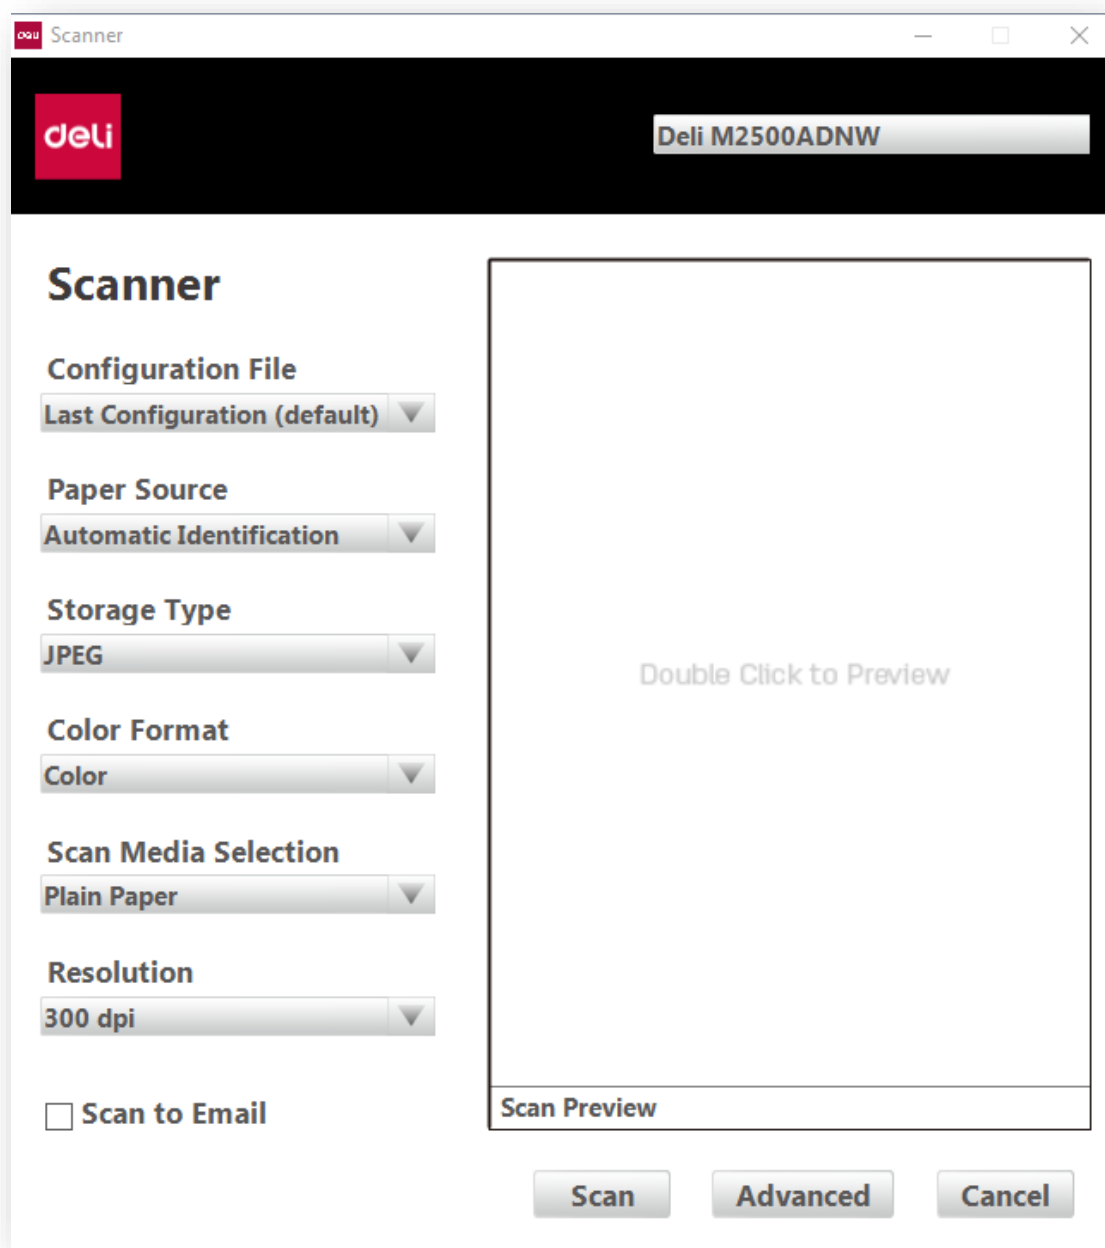 deli Scanner
deli
Deli M2500ADNW
Scanner
Configuration File
Last Configuration (default)
Paper Source
Automatic Identification
Storage Type
JPEG
Color Format
Color
Scan Media Selection
Plain Paper
Resolution
300 dpi
Scan to Email
Double Click to Preview
Scan Preview
Scan Advanced Cancel